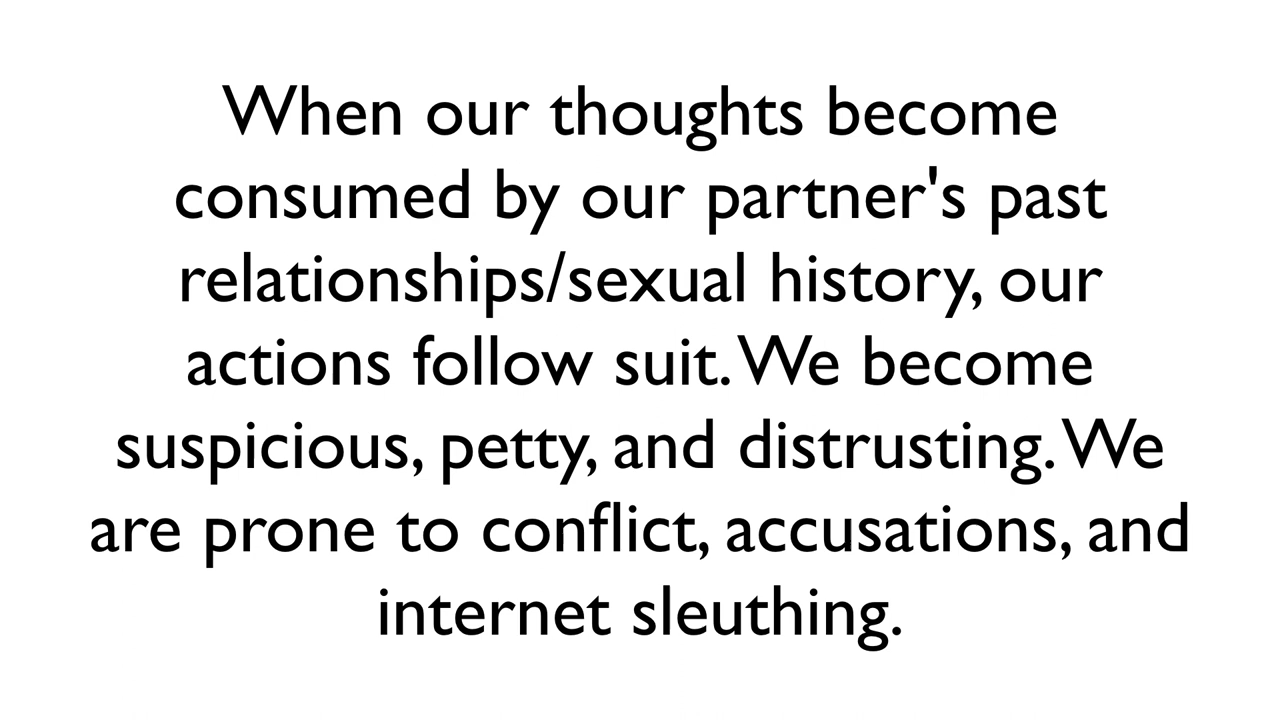 When our thoughts become
consumed by our partner's past
relationships/sexual history, our
actions follow suit. We become
suspicious, petty, and distrusting. We
are prone to conflict, accusations, and
internet sleuthing.